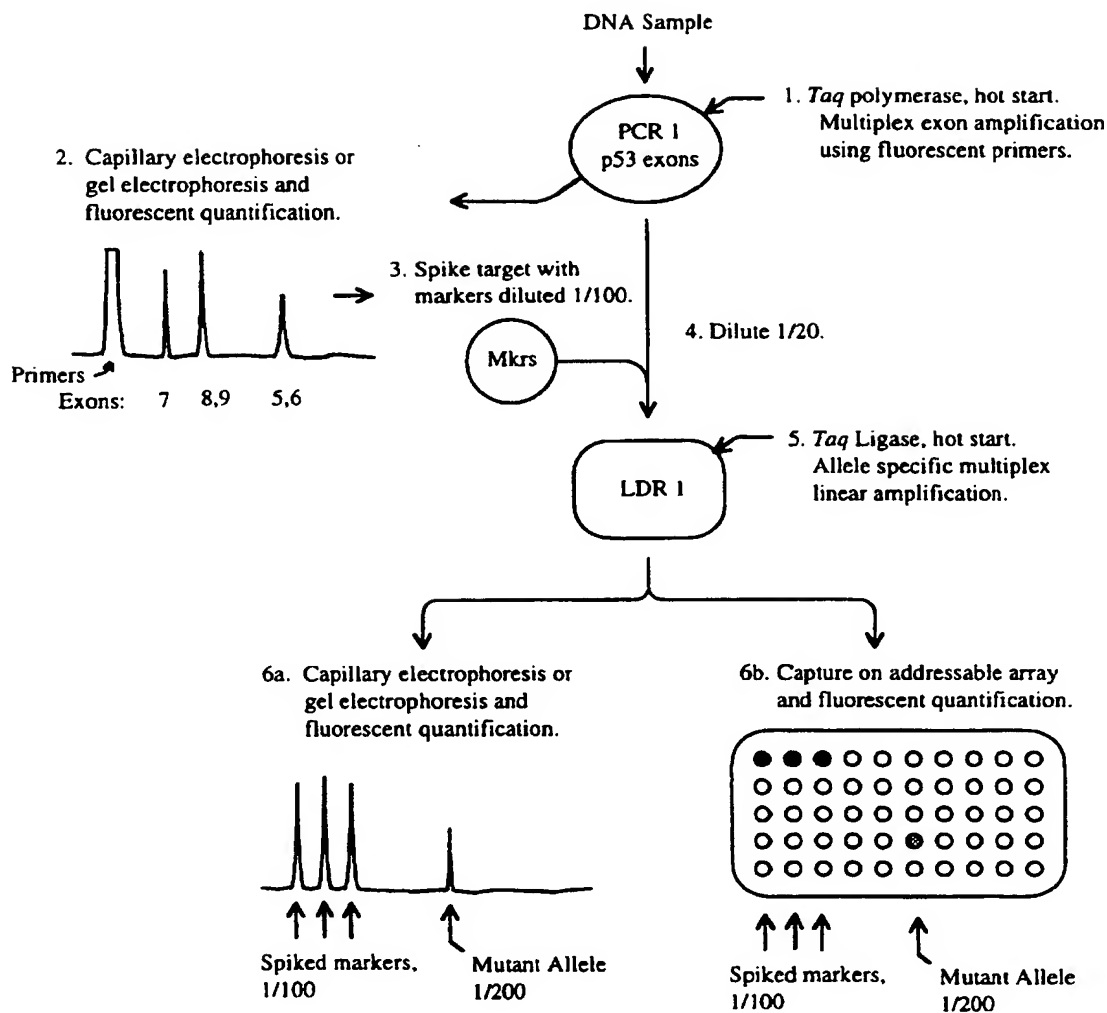 DNA Sample
PCR 1
p53 exons
1. Taq polymerase, hot start.
Multiplex exon amplification
using fluorescent primers.
2. Capillary electrophoresis or
gel electrophoresis and
fluorescent quantification.
Primers
Exons: 7 8,9 5,6
3. Spike target with
markers diluted 1/100.
Mkrs
4. Dilute 1/20.
LDR 1
5. Taq Ligase, hot start.
Allele specific multiplex
linear amplification.
6a. Capillary electrophoresis or
gel electrophoresis and
fluorescent quantification.
Spiked markers,
1/100
Mutant Allele
1/200
6b. Capture on addressable array
and fluorescent quantification.
Spiked markers,
1/100
Mutant Allele
1/200